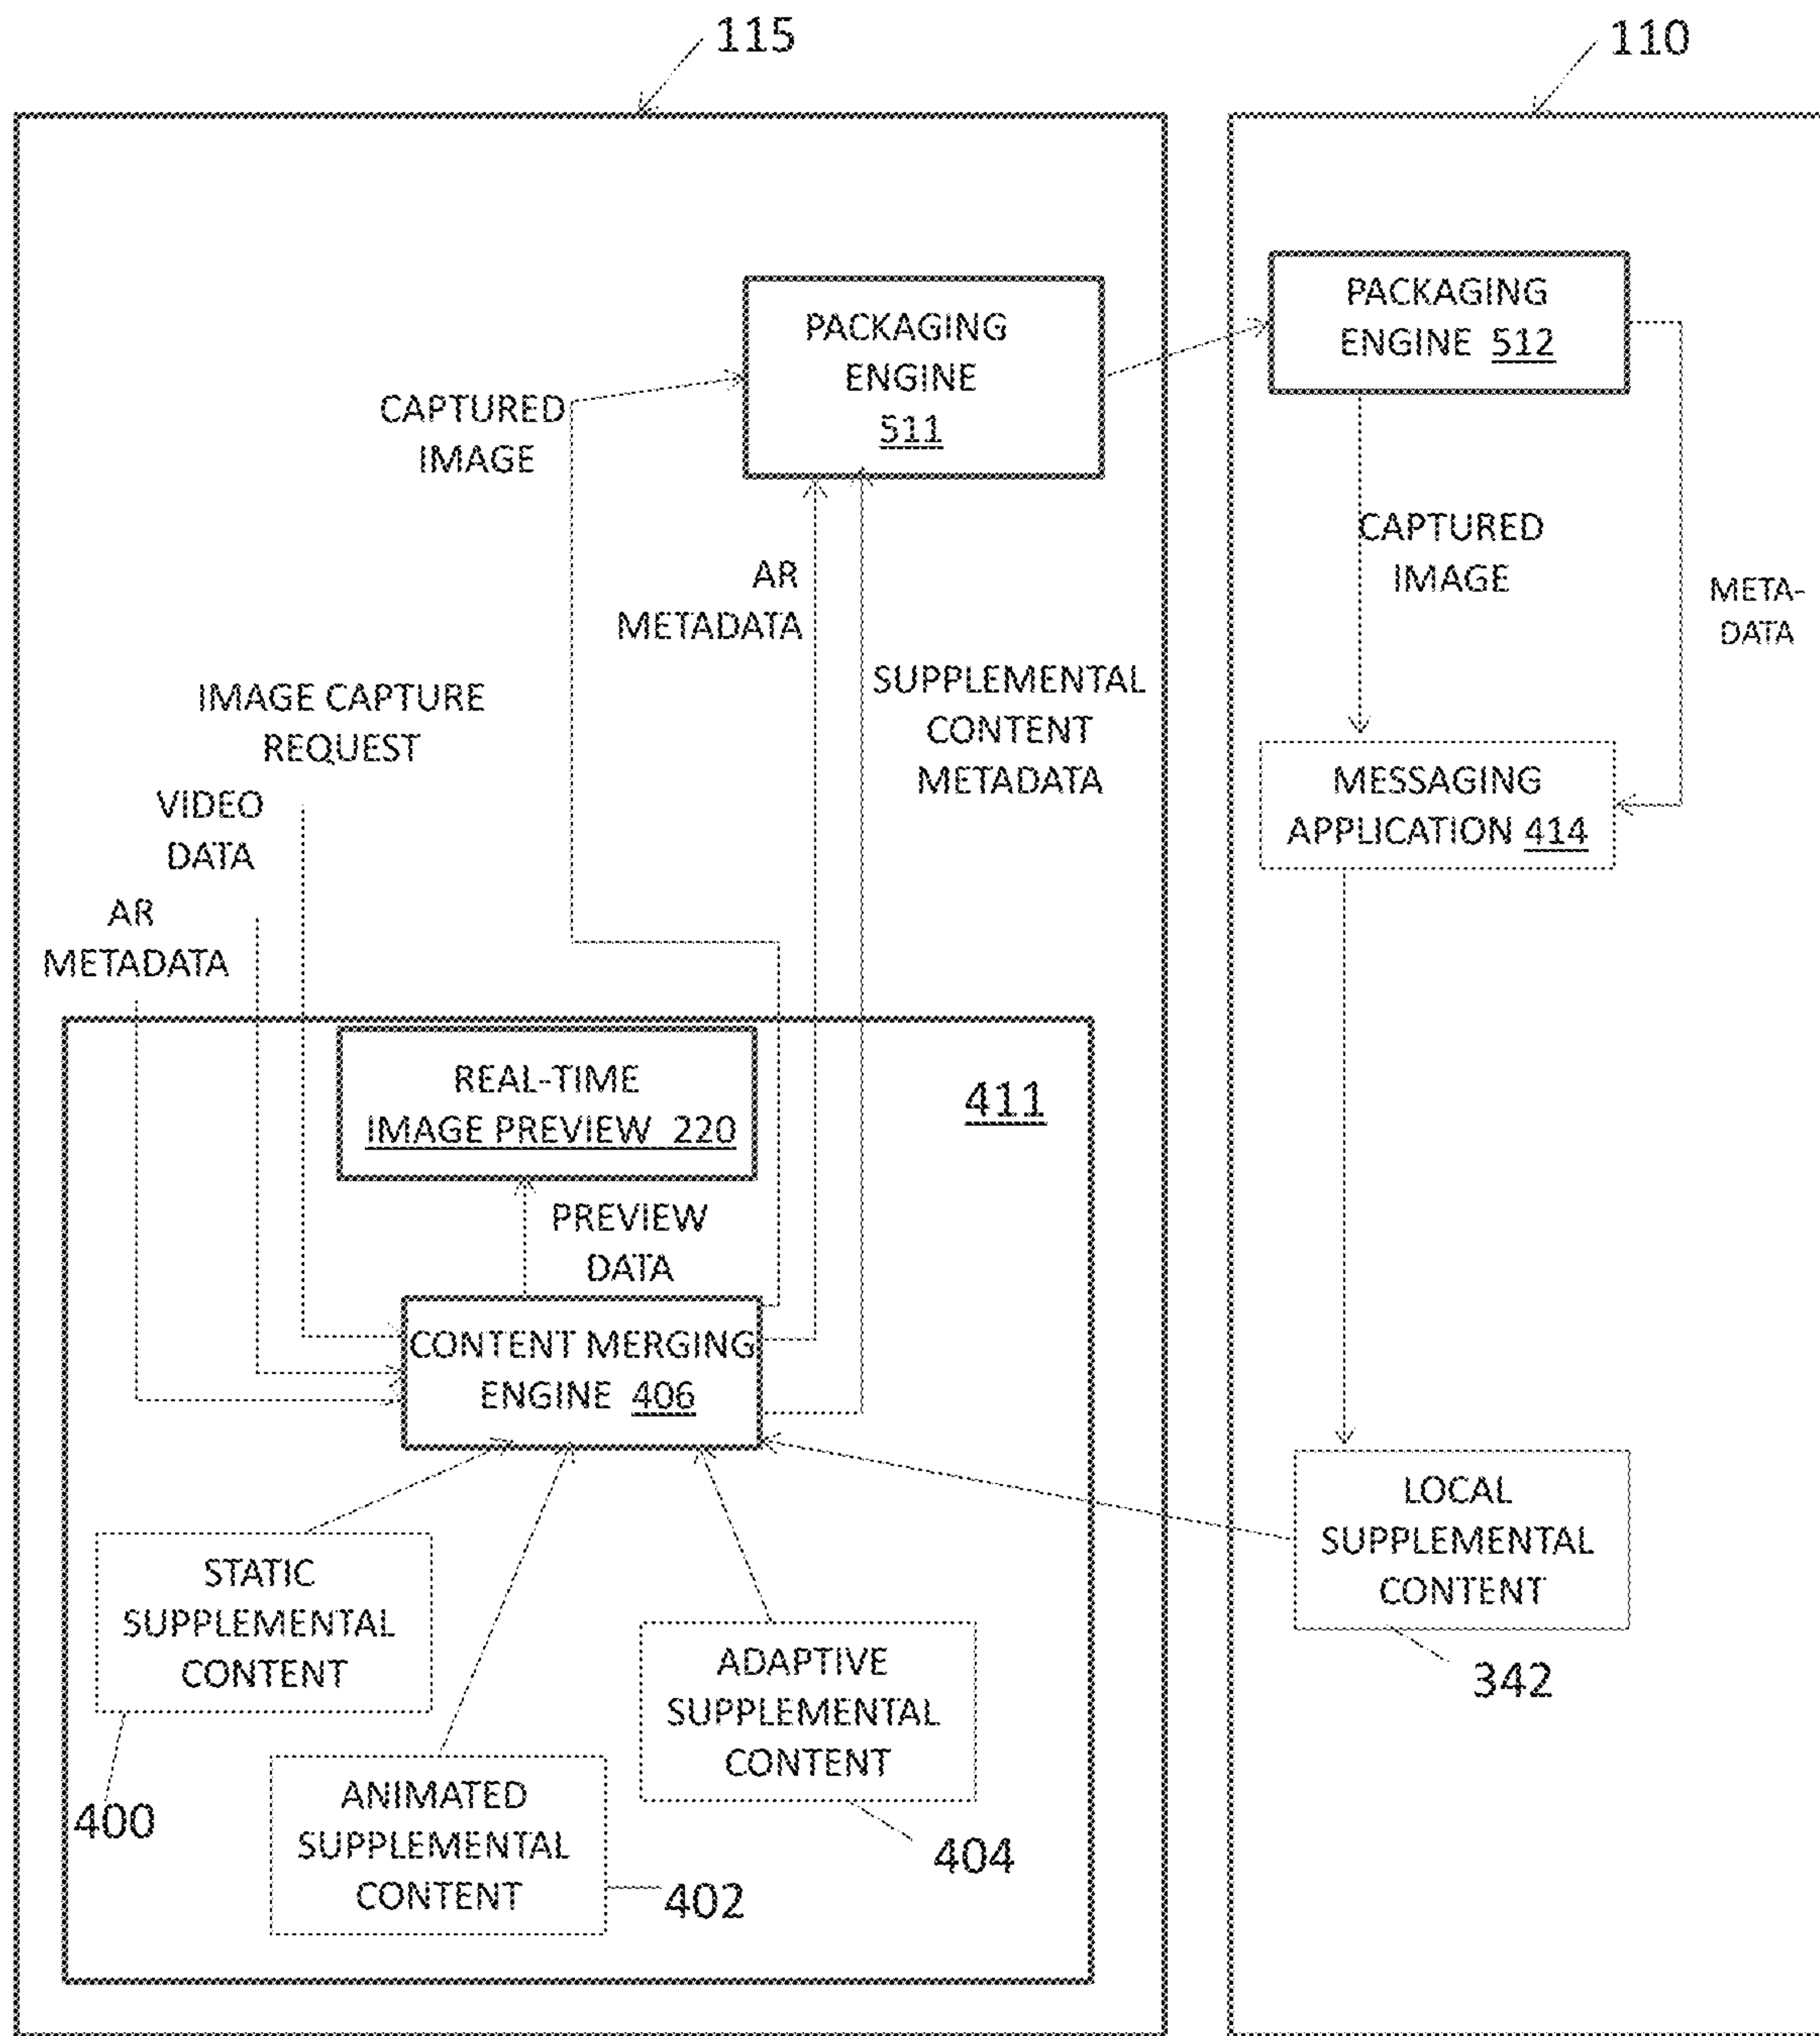 115
110
PACKAGING
ENGINE
511
PACKAGING
ENGINE 512
CAPTURED
IMAGE
CAPTURED
IMAGE
META-
DATA
AR
METADATA
SUPPLEMENTAL
CONTENT
METADATA
IMAGE CAPTURE
REQUEST
VIDEO
DATA
AR
METADATA
MESSAGING
APPLICATION 414
REAL-TIME
IMAGE PREVIEW 220
411
PREVIEW
DATA
CONTENT MERGING
ENGINE 406
LOCAL
SUPPLEMENTAL
CONTENT
342
STATIC
SUPPLEMENTAL
CONTENT
400
ADAPTIVE
SUPPLEMENTAL
CONTENT
404
ANIMATED
SUPPLEMENTAL
CONTENT
402